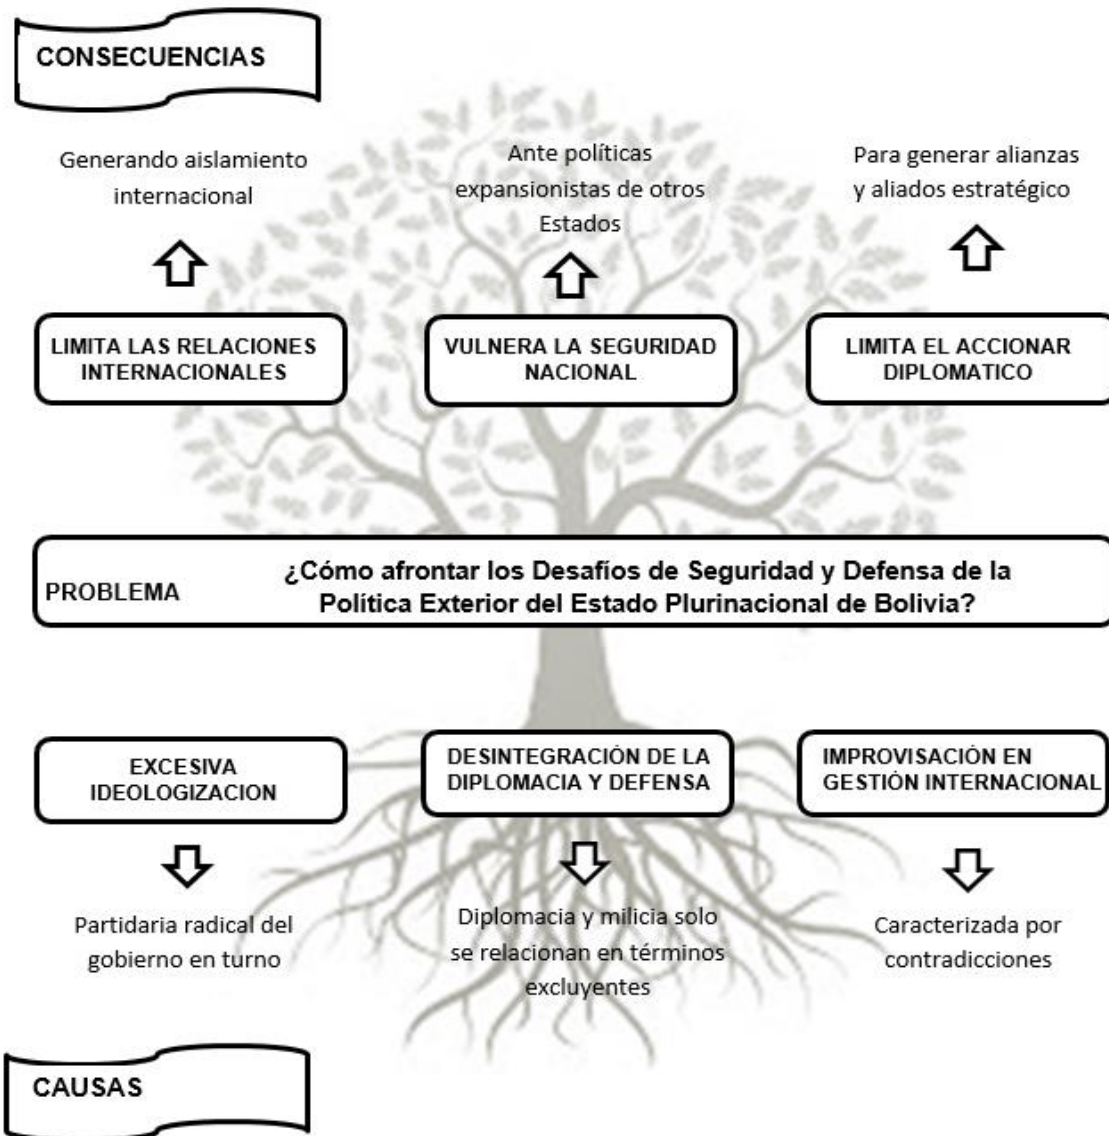 CONSECUENCIAS
Generando aislamiento
internacional
Ante políticas
expansionistas de otros
Estados
Para generar alianzas
y aliados estratégico
LIMITA LAS RELACIONES
INTERNACIONALES
VULNERA LA SEGURIDAD
NACIONAL
LIMITA EL ACCIONAR
DIPLOMATICO
PROBLEMA
¿Cómo afrontar los Desafíos de Seguridad y Defensa de la
Política Exterior del Estado Plurinacional de Bolivia?
EXCESIVA
IDEOLOGIZACION
DESINTEGRACIÓN DE LA
DIPLOMACIA Y DEFENSA
IMPROVISACIÓN EN
GESTIÓN INTERNACIONAL
Partidaria radical del
gobierno en turno
Diplomacia y milicia solo
se relacionan en términos
excluyentes
Caracterizada por
contradicciones
CAUSAS